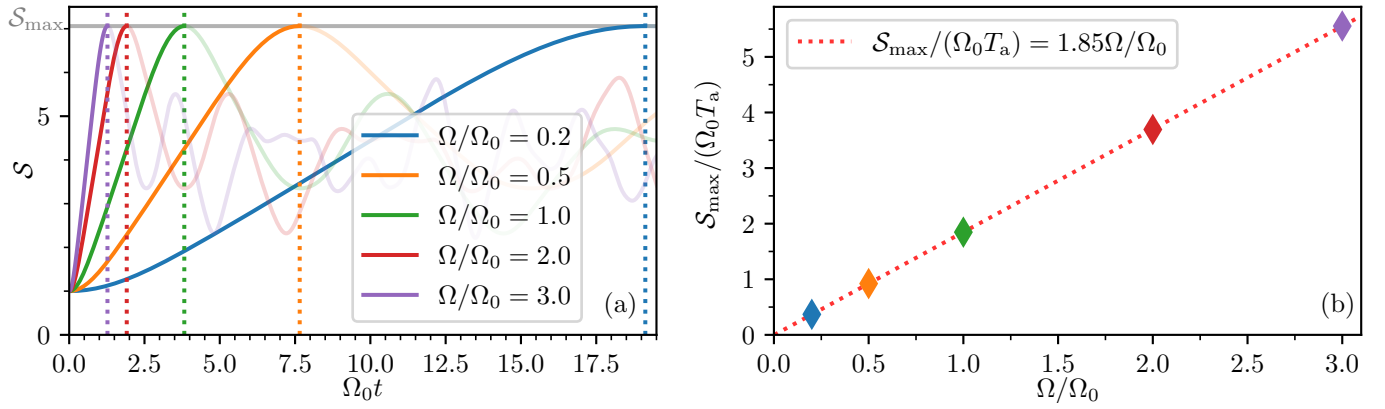 𝒮max
5
0
𝒮
Ω/Ω₀ = 0.2
Ω/Ω₀ = 0.5
Ω/Ω₀ = 1.0
Ω/Ω₀ = 2.0
Ω/Ω₀ = 3.0
(a)
0.0 2.5 5.0 7.5 10.0 12.5 15.0 17.5
Ω₀t
𝒮max/(Ω₀Tₐ)
5
4
3
2
1
0
𝒮max/(Ω₀Tₐ) = 1.85Ω/Ω₀
(b)
0.0 0.5 1.0 1.5 2.0 2.5 3.0
Ω/Ω₀